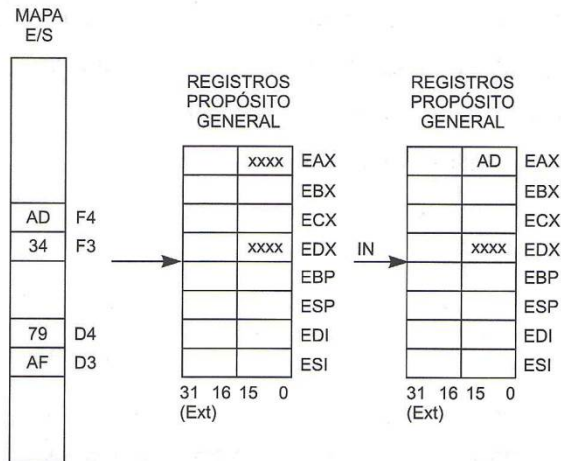 MAPA
E/S
AD F4
34 F3
79 D4
AF D3
REGISTROS
PROPÓSITO
GENERAL
xxxx EAX
EBX
ECX
xxxx EDX
EBP
ESP
EDI
ESI
31 16 15 0
(Ext)
IN
REGISTROS
PROPÓSITO
GENERAL
AD EAX
EBX
ECX
xxxx EDX
EBP
ESP
EDI
ESI
31 16 15 0
(Ext)